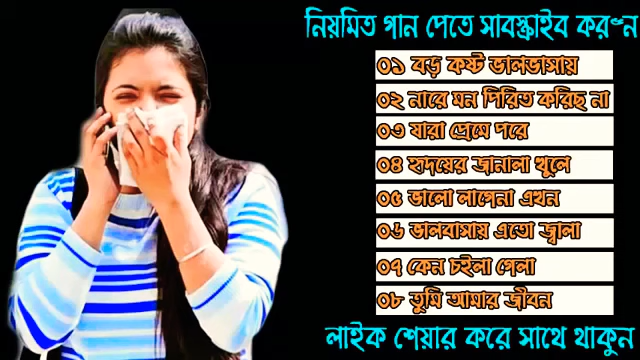 নিয়মিত গান পেতে সাবস্ক্রাইব করুন
০১ বড় কষ্ট ভালভাসায়
০২ নারে মন পিরিত করিছ না
০৩ যারা প্রেমে পরে
০৪ হৃদয়ের জানালা খুলে
০৫ ভালো লাগেনা এখন
০৬ ভালবাসায় এতো জ্বালা
০৭ কেন চইলা গেলা
০৮ তুমি আমার জীবন
লাইক শেয়ার করে সাথে থাকুন